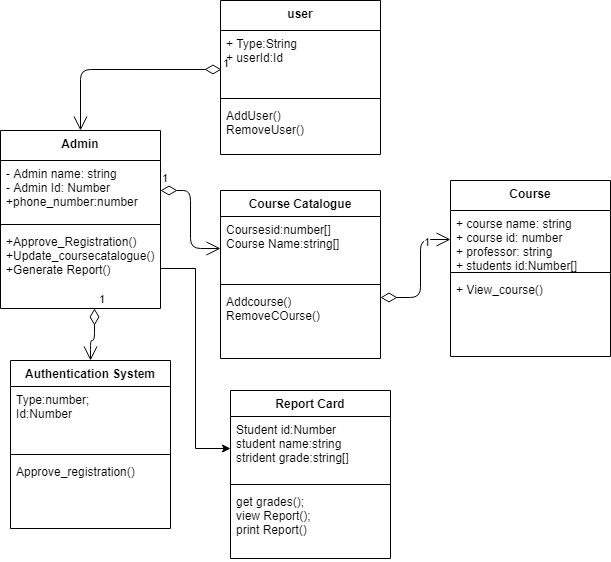 user
+ Type:String
+ userId:Id
1
AddUser()
RemoveUser()
Admin
- Admin name: string
- Admin Id: Number
+phone_number:number
+Approve_Registration()
+Update_coursecatalogue()
+Generate Report()
1
1
Course Catalogue
Coursesid:number[]
Course Name:string[]
Addcourse()
RemoveCOurse()
1
Course
+ course name: string
+ course id: number
+ professor: string
+ students id:Number[]
+ View_course()
Authentication System
Type:number;
Id:Number
Approve_registration()
Report Card
Student id:Number
student name:string
strident grade:string[]
get grades();
view Report();
print Report()